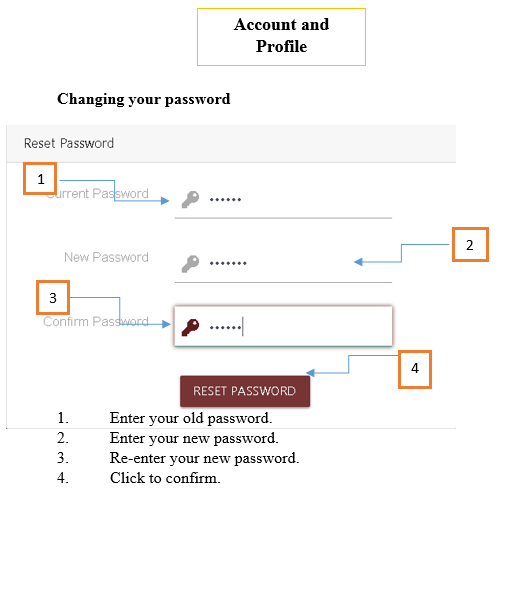 Account and
Profile
Changing your password
Reset Password
1
Current Password
••••••
New Password
•••••••
2
3
Confirm Password
••••••
4
RESET PASSWORD
1. Enter your old password.
2. Enter your new password.
3. Re-enter your new password.
4. Click to confirm.